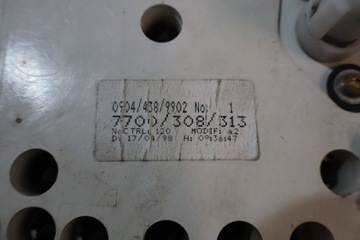 0904/438/9902 No: 1
7700/308/313
N.CTRL: 120 MODIF: a2
D: 17/04/98 H: 09:36:47